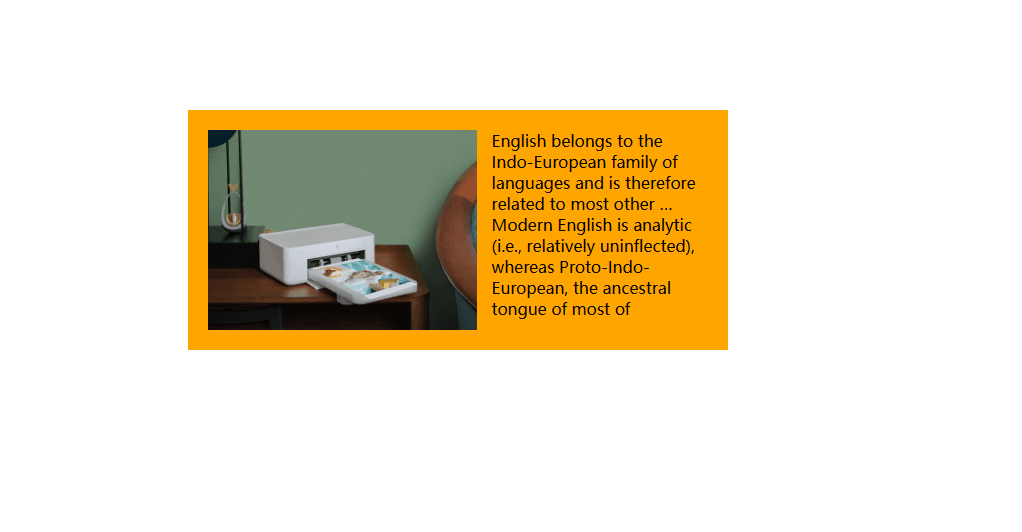 English belongs to the
Indo-European family of
languages and is therefore
related to most other ...
Modern English is analytic
(i.e., relatively uninflected),
whereas Proto-Indo-
European, the ancestral
tongue of most of